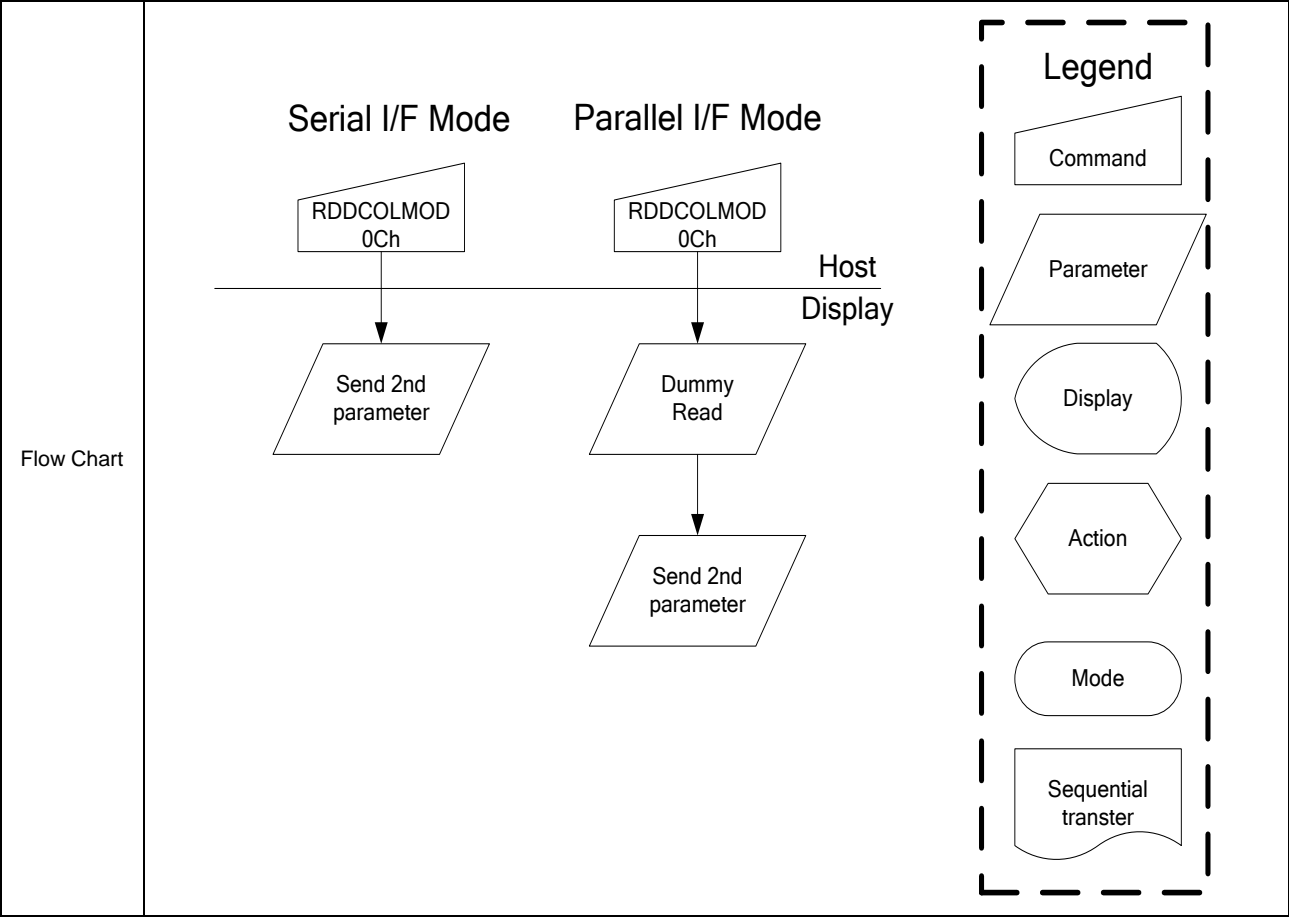 Flow Chart
Serial I/F Mode
Parallel I/F Mode
RDDCOLMOD
0Ch
RDDCOLMOD
0Ch
Host
Display
Send 2nd
parameter
Dummy
Read
Send 2nd
parameter
Legend
Command
Parameter
Display
Action
Mode
Sequential
transter